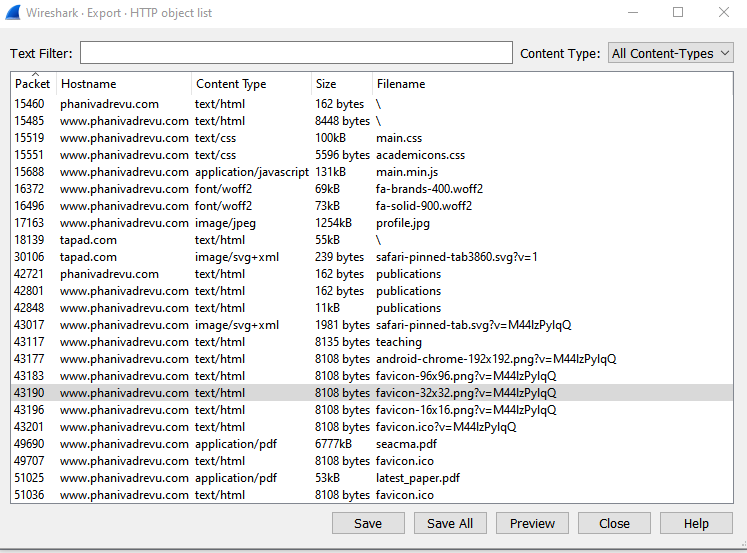 Wireshark · Export · HTTP object list
Text Filter: Content Type: All Content-Types
Packet Hostname Content Type Size Filename
15460 phanivadrevu.com text/html 162 bytes \
15485 www.phanivadrevu.com text/html 8448 bytes \
15519 www.phanivadrevu.com text/css 100kB main.css
15551 www.phanivadrevu.com text/css 5596 bytes academicons.css
15688 www.phanivadrevu.com application/javascript 131kB main.min.js
16372 www.phanivadrevu.com font/woff2 69kB fa-brands-400.woff2
16496 www.phanivadrevu.com font/woff2 73kB fa-solid-900.woff2
17163 www.phanivadrevu.com image/jpeg 1254kB profile.jpg
18139 tapad.com text/html 55kB \
30106 tapad.com image/svg+xml 239 bytes safari-pinned-tab3860.svg?v=1
42721 phanivadrevu.com text/html 162 bytes publications
42801 www.phanivadrevu.com text/html 162 bytes publications
42848 www.phanivadrevu.com text/html 11kB publications
43017 www.phanivadrevu.com image/svg+xml 1981 bytes safari-pinned-tab.svg?v=M44lzPylqQ
43117 www.phanivadrevu.com text/html 8135 bytes teaching
43177 www.phanivadrevu.com text/html 8108 bytes android-chrome-192x192.png?v=M44lzPylqQ
43183 www.phanivadrevu.com text/html 8108 bytes favicon-96x96.png?v=M44lzPylqQ
43190 www.phanivadrevu.com text/html 8108 bytes favicon-32x32.png?v=M44lzPylqQ
43196 www.phanivadrevu.com text/html 8108 bytes favicon-16x16.png?v=M44lzPylqQ
43201 www.phanivadrevu.com text/html 8108 bytes favicon.ico?v=M44lzPylqQ
49690 www.phanivadrevu.com application/pdf 6777kB seacma.pdf
49707 www.phanivadrevu.com text/html 8108 bytes favicon.ico
51025 www.phanivadrevu.com application/pdf 53kB latest_paper.pdf
51036 www.phanivadrevu.com text/html 8108 bytes favicon.ico
Save Save All Preview Close Help